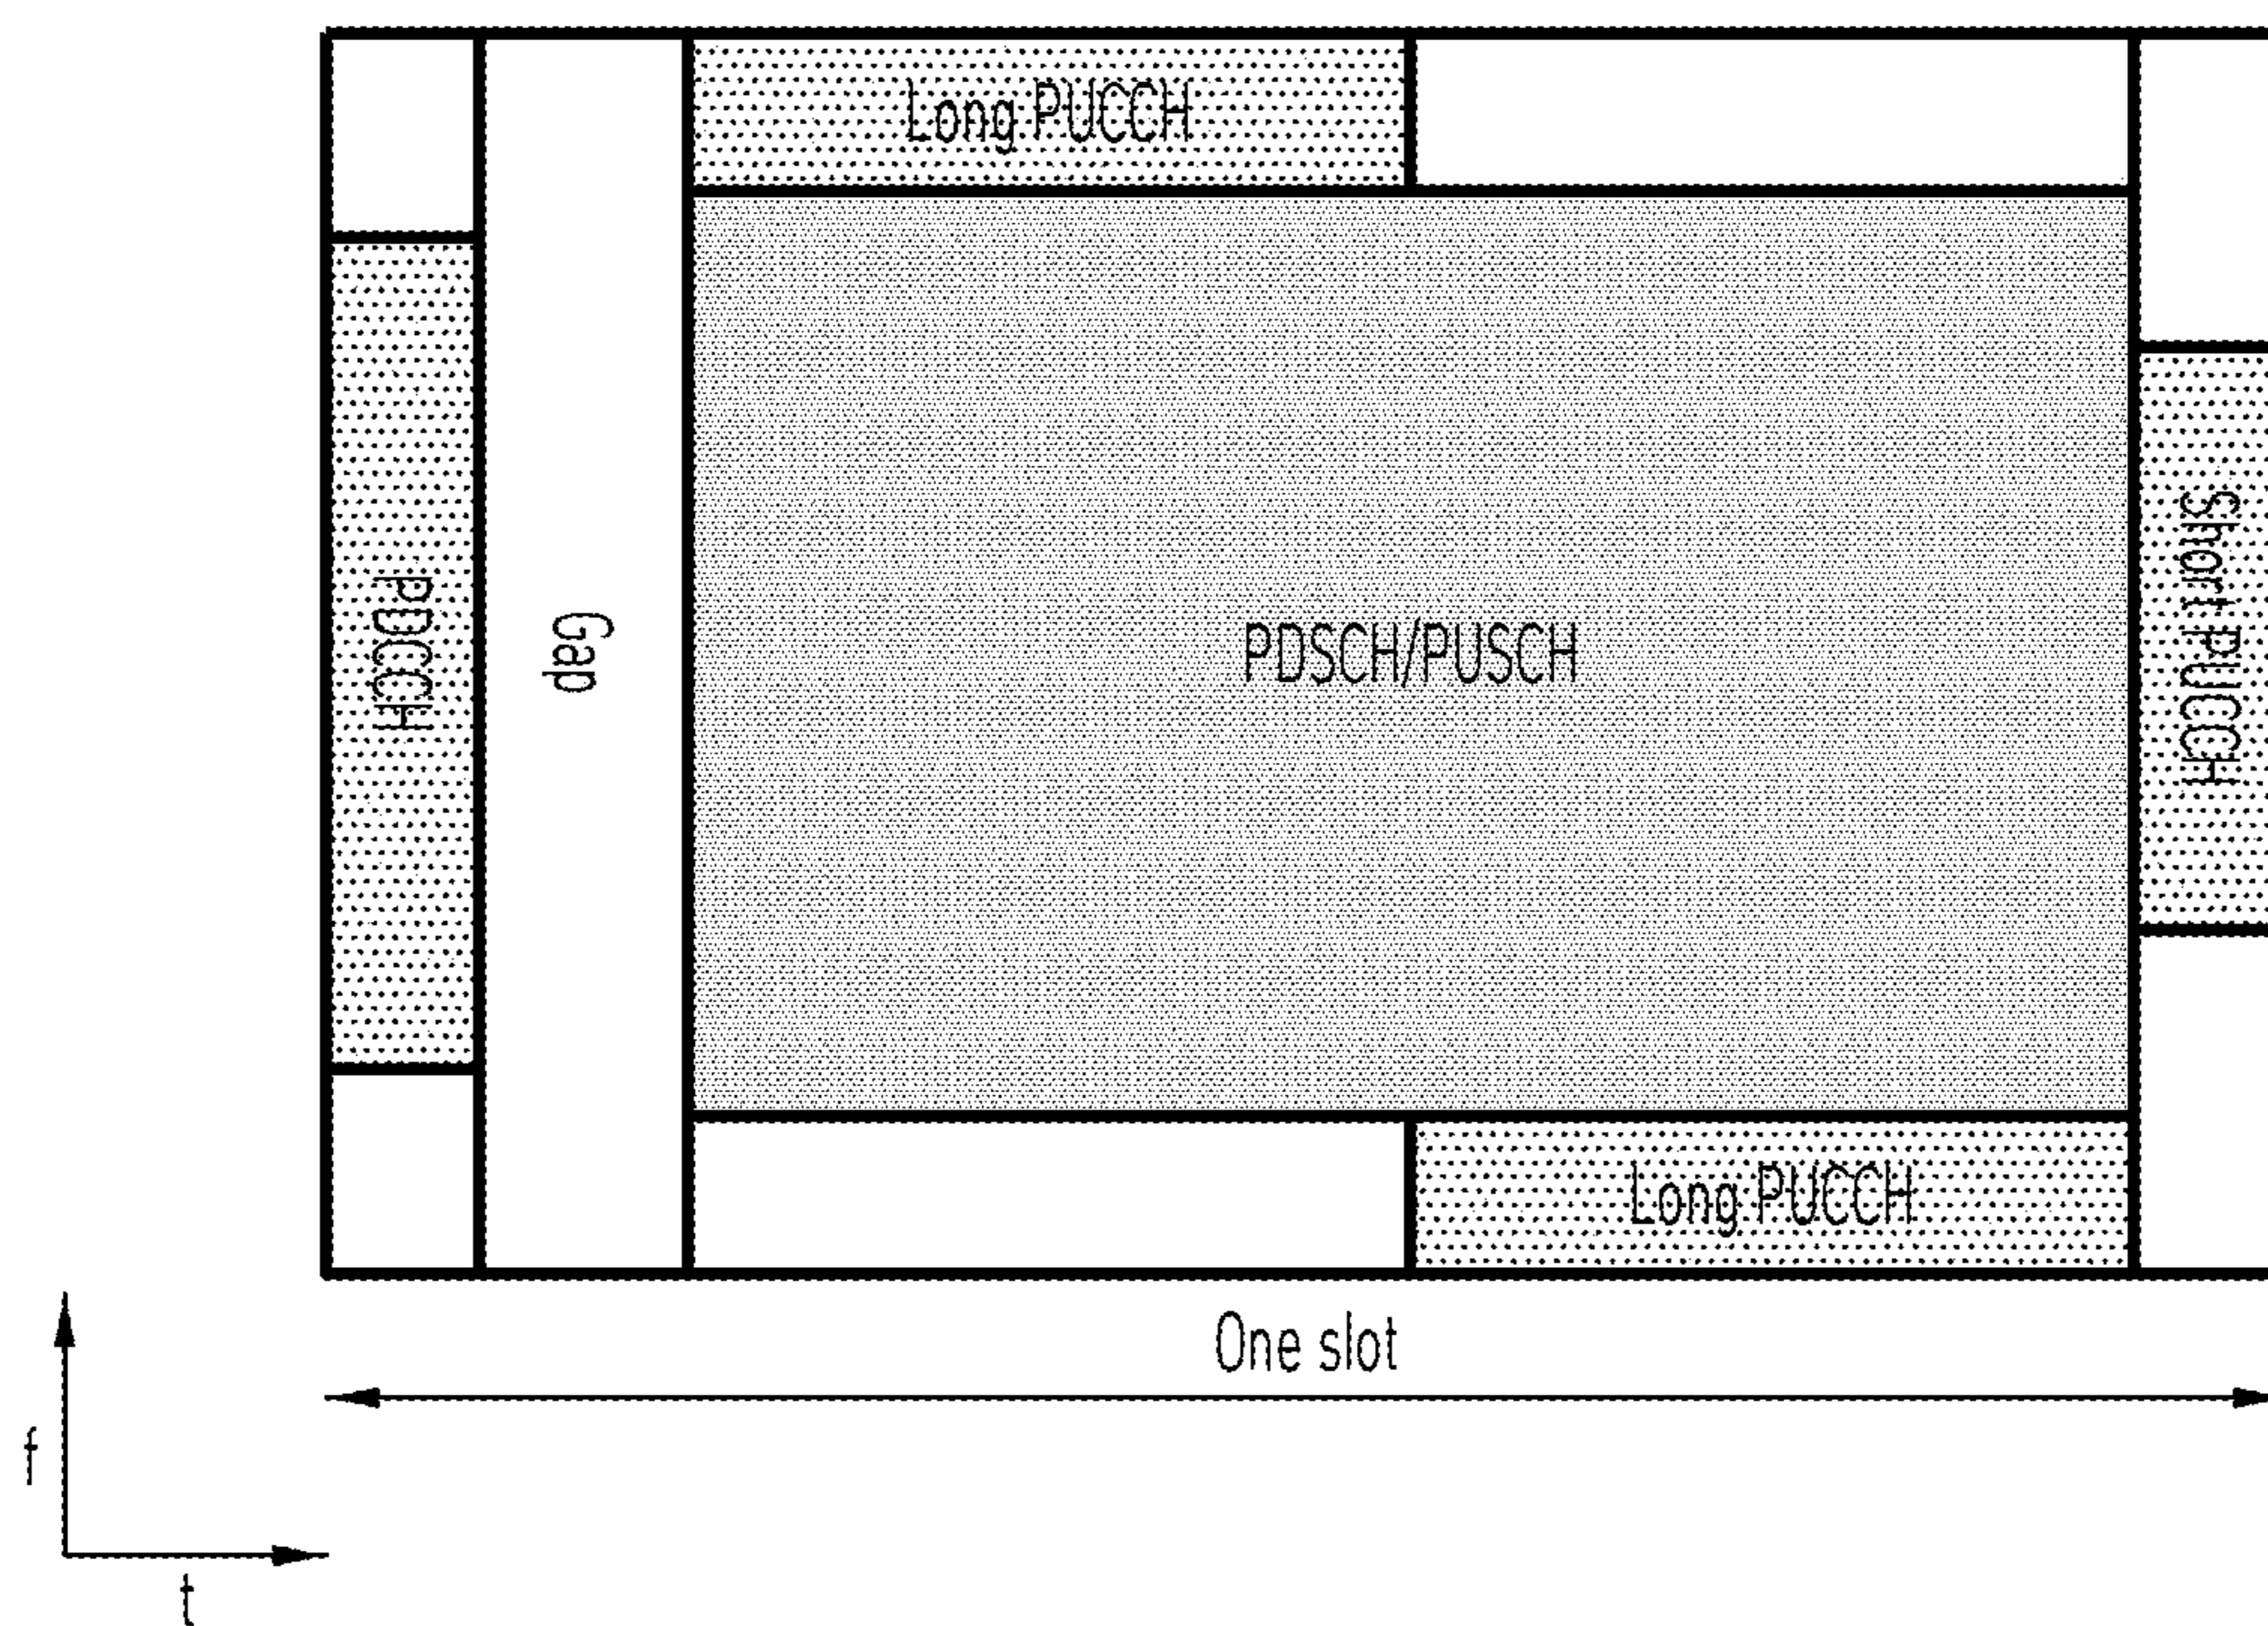 Long PUCCH
PDCCH
Gap
PDSCH/PUSCH
Short PUCCH
Long PUCCH
One slot
f
t